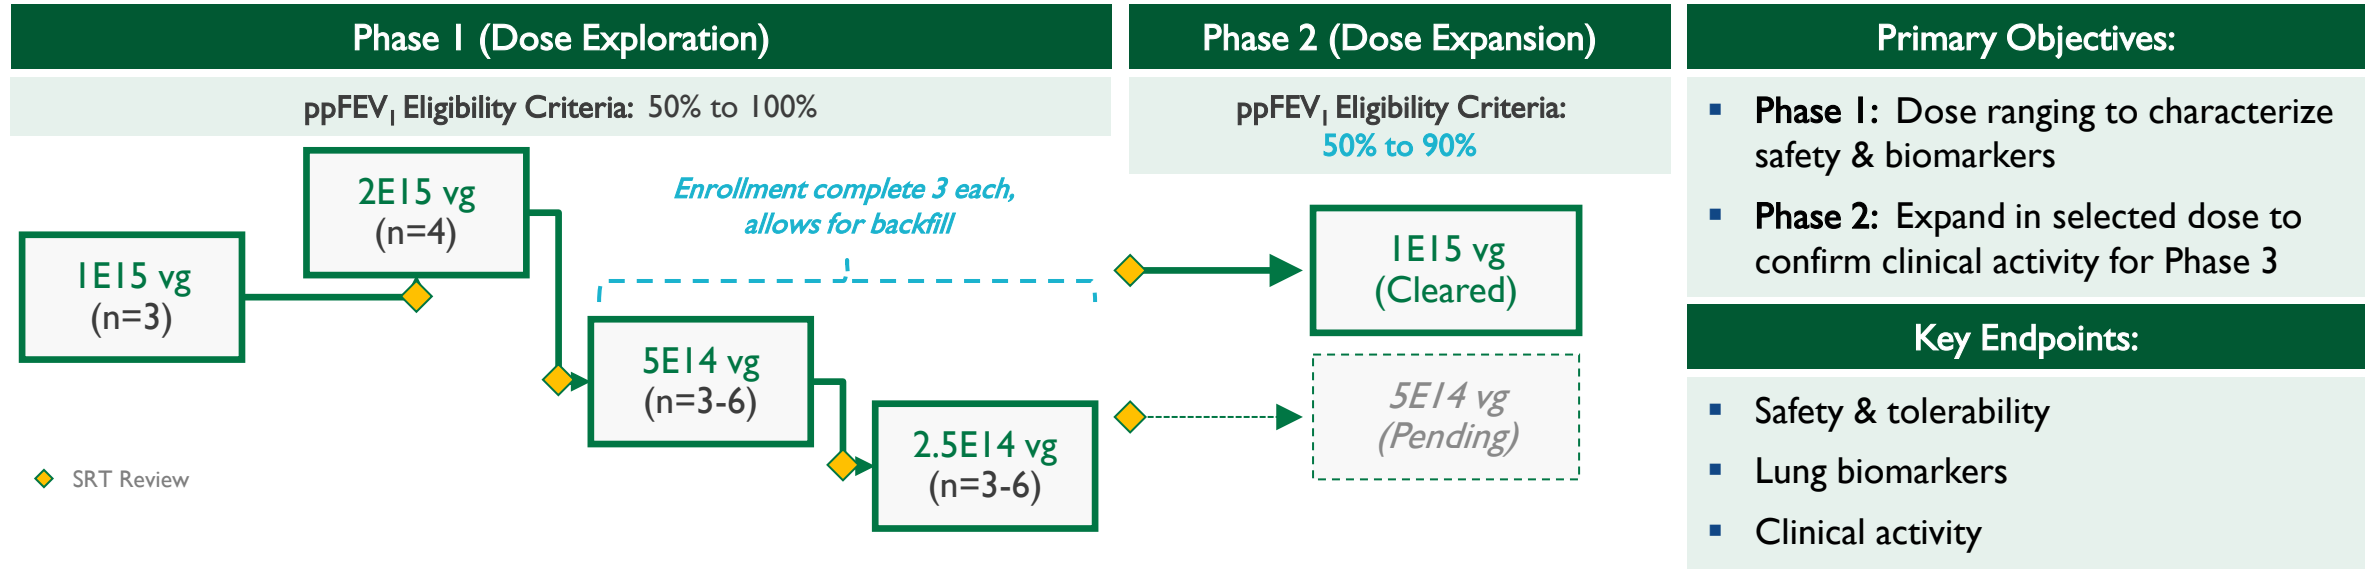 Phase 1 (Dose Exploration)
ppFEV1 Eligibility Criteria: 50% to 100%
1E15 vg
(n=3)
2E15 vg
(n=4)
Enrollment complete 3 each,
allows for backfill
5E14 vg
(n=3-6)
2.5E14 vg
(n=3-6)
SRT Review
Phase 2 (Dose Expansion)
ppFEV1 Eligibility Criteria:
50% to 90%
1E15 vg
(Cleared)
5E14 vg
(Pending)
Primary Objectives:
▪ Phase 1: Dose ranging to characterize
safety & biomarkers
▪ Phase 2: Expand in selected dose to
confirm clinical activity for Phase 3
Key Endpoints:
▪ Safety & tolerability
▪ Lung biomarkers
▪ Clinical activity